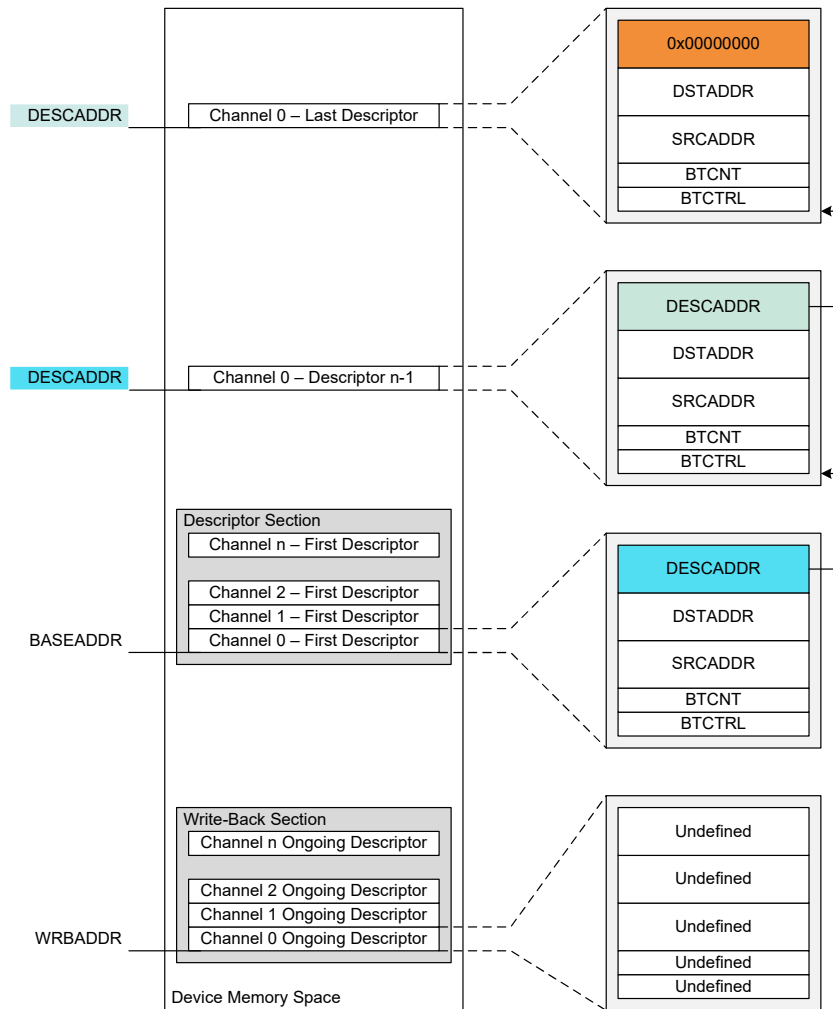 0x00000000
DSTADDR
SRCADDR
BTCNT
BTCTRL
DESCADDR
Channel 0 – Last Descriptor
DESCADDR
DSTADDR
SRCADDR
BTCNT
BTCTRL
DESCADDR
Channel 0 – Descriptor n-1
Descriptor Section
Channel n – First Descriptor
Channel 2 – First Descriptor
Channel 1 – First Descriptor
Channel 0 – First Descriptor
BASEADDR
DESCADDR
DSTADDR
SRCADDR
BTCNT
BTCTRL
Write-Back Section
Channel n Ongoing Descriptor
Channel 2 Ongoing Descriptor
Channel 1 Ongoing Descriptor
Channel 0 Ongoing Descriptor
WRBADDR
Undefined
Undefined
Undefined
Undefined
Undefined
Device Memory Space